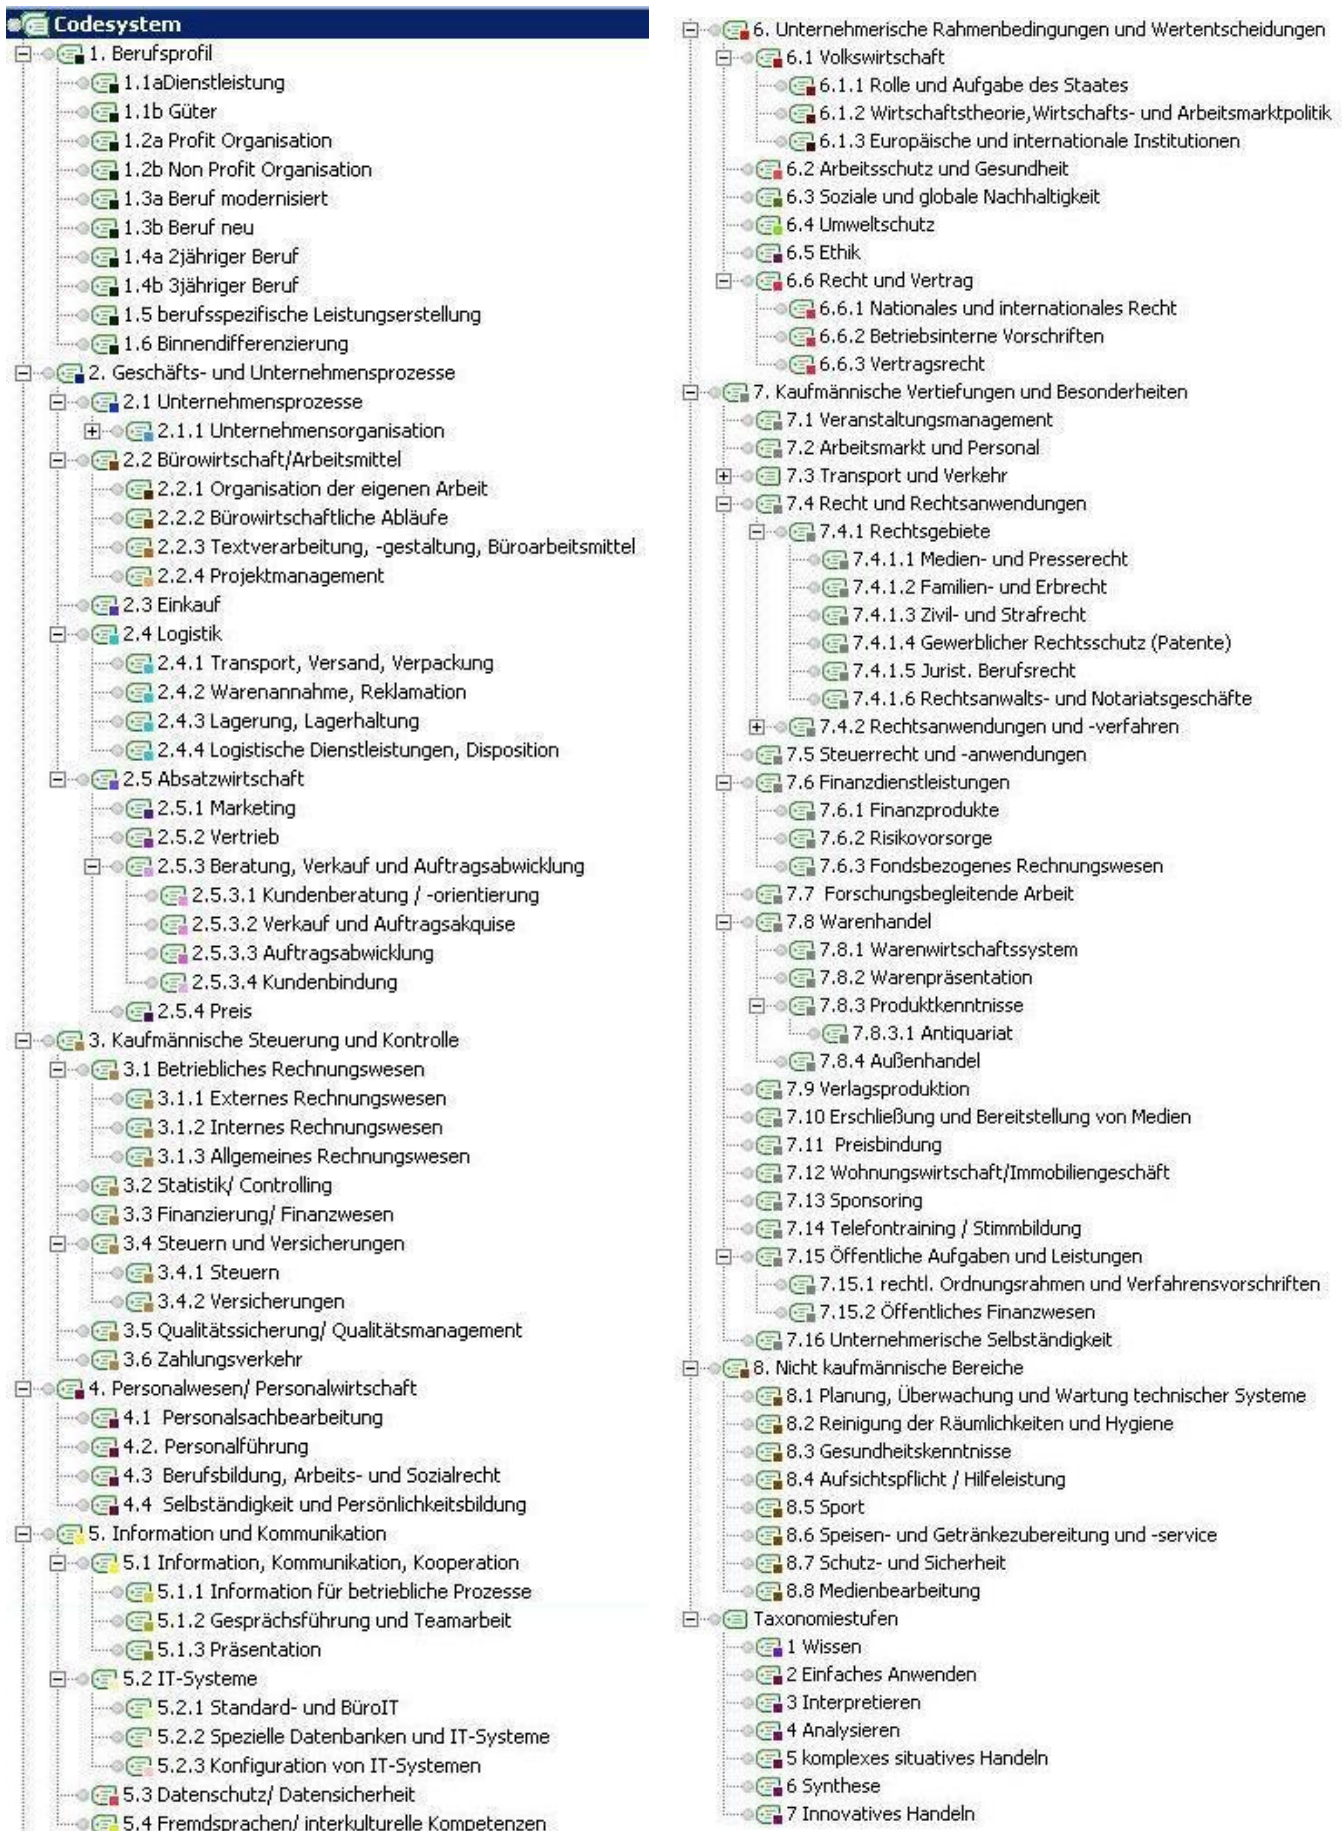 Codesystem
1. Berufsprofil
1.1aDienstleistung
1.1b Güter
1.2a Profit Organisation
1.2b Non Profit Organisation
1.3a Beruf modernisiert
1.3b Beruf neu
1.4a 2jähriger Beruf
1.4b 3jähriger Beruf
1.5 berufsspezifische Leistungserstellung
1.6 Binnendifferenzierung
2. Geschäfts- und Unternehmensprozesse
2.1 Unternehmensprozesse
2.1.1 Unternehmensorganisation
2.2 Bürowirtschaft/Arbeitsmittel
2.2.1 Organisation der eigenen Arbeit
2.2.2 Bürowirtschaftliche Abläufe
2.2.3 Textverarbeitung, -gestaltung, Büroarbeitsmittel
2.2.4 Projektmanagement
2.3 Einkauf
2.4 Logistik
2.4.1 Transport, Versand, Verpackung
2.4.2 Warenannahme, Reklamation
2.4.3 Lagerung, Lagerhaltung
2.4.4 Logistische Dienstleistungen, Disposition
2.5 Absatzwirtschaft
2.5.1 Marketing
2.5.2 Vertrieb
2.5.3 Beratung, Verkauf und Auftragsabwicklung
2.5.3.1 Kundenberatung / -orientierung
2.5.3.2 Verkauf und Auftragsakquise
2.5.3.3 Auftragsabwicklung
2.5.3.4 Kundenbindung
2.5.4 Preis
3. Kaufmännische Steuerung und Kontrolle
3.1 Betriebliches Rechnungswesen
3.1.1 Externes Rechnungswesen
3.1.2 Internes Rechnungswesen
3.1.3 Allgemeines Rechnungswesen
3.2 Statistik/ Controlling
3.3 Finanzierung/ Finanzwesen
3.4 Steuern und Versicherungen
3.4.1 Steuern
3.4.2 Versicherungen
3.5 Qualitätssicherung/ Qualitätsmanagement
3.6 Zahlungsverkehr
4. Personalwesen/ Personalwirtschaft
4.1 Personalsachbearbeitung
4.2. Personalführung
4.3 Berufsbildung, Arbeits- und Sozialrecht
4.4 Selbständigkeit und Persönlichkeitsbildung
5. Information und Kommunikation
5.1 Information, Kommunikation, Kooperation
5.1.1 Information für betriebliche Prozesse
5.1.2 Gesprächsführung und Teamarbeit
5.1.3 Präsentation
5.2 IT-Systeme
5.2.1 Standard- und BüroIT
5.2.2 Spezielle Datenbanken und IT-Systeme
5.2.3 Konfiguration von IT-Systemen
5.3 Datenschutz/ Datensicherheit
5.4 Fremdsprachen/ interkulturelle Kompetenzen
6. Unternehmerische Rahmenbedingungen und Wertentscheidungen
6.1 Volkswirtschaft
6.1.1 Rolle und Aufgabe des Staates
6.1.2 Wirtschaftstheorie,Wirtschafts- und Arbeitsmarktpolitik
6.1.3 Europäische und internationale Institutionen
6.2 Arbeitsschutz und Gesundheit
6.3 Soziale und globale Nachhaltigkeit
6.4 Umweltschutz
6.5 Ethik
6.6 Recht und Vertrag
6.6.1 Nationales und internationales Recht
6.6.2 Betriebsinterne Vorschriften
6.6.3 Vertragsrecht
7. Kaufmännische Vertiefungen und Besonderheiten
7.1 Veranstaltungsmanagement
7.2 Arbeitsmarkt und Personal
7.3 Transport und Verkehr
7.4 Recht und Rechtsanwendungen
7.4.1 Rechtsgebiete
7.4.1.1 Medien- und Presserecht
7.4.1.2 Familien- und Erbrecht
7.4.1.3 Zivil- und Strafrecht
7.4.1.4 Gewerblicher Rechtsschutz (Patente)
7.4.1.5 Jurist. Berufsrecht
7.4.1.6 Rechtsanwalts- und Notariatsgeschäfte
7.4.2 Rechtsanwendungen und -verfahren
7.5 Steuerrecht und -anwendungen
7.6 Finanzdienstleistungen
7.6.1 Finanzprodukte
7.6.2 Risikovorsorge
7.6.3 Fondsbezogenes Rechnungswesen
7.7 Forschungsbegleitende Arbeit
7.8 Warenhandel
7.8.1 Warenwirtschaftssystem
7.8.2 Warenpräsentation
7.8.3 Produktkenntnisse
7.8.3.1 Antiquariat
7.8.4 Außenhandel
7.9 Verlagsproduktion
7.10 Erschließung und Bereitstellung von Medien
7.11 Preisbindung
7.12 Wohnungswirtschaft/Immobiliengeschäft
7.13 Sponsoring
7.14 Telefontraining / Stimmbildung
7.15 Öffentliche Aufgaben und Leistungen
7.15.1 rechtl. Ordnungsrahmen und Verfahrensvorschriften
7.15.2 Öffentliches Finanzwesen
7.16 Unternehmerische Selbständigkeit
8. Nicht kaufmännische Bereiche
8.1 Planung, Überwachung und Wartung technischer Systeme
8.2 Reinigung der Räumlichkeiten und Hygiene
8.3 Gesundheitskenntnisse
8.4 Aufsichtspflicht / Hilfeleistung
8.5 Sport
8.6 Speisen- und Getränkezubereitung und -service
8.7 Schutz- und Sicherheit
8.8 Medienbearbeitung
Taxonomiestufen
1 Wissen
2 Einfaches Anwenden
3 Interpretieren
4 Analysieren
5 komplexes situatives Handeln
6 Synthese
7 Innovatives Handeln